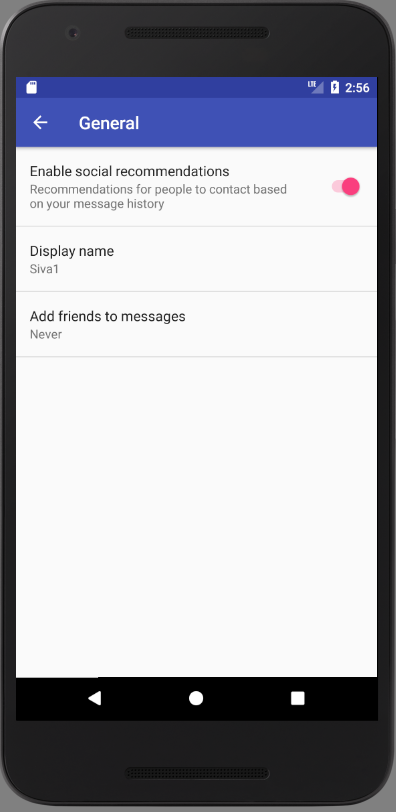 LTE 2:56
General
Enable social recommendations
Recommendations for people to contact based
on your message history
Display name
Siva1
Add friends to messages
Never